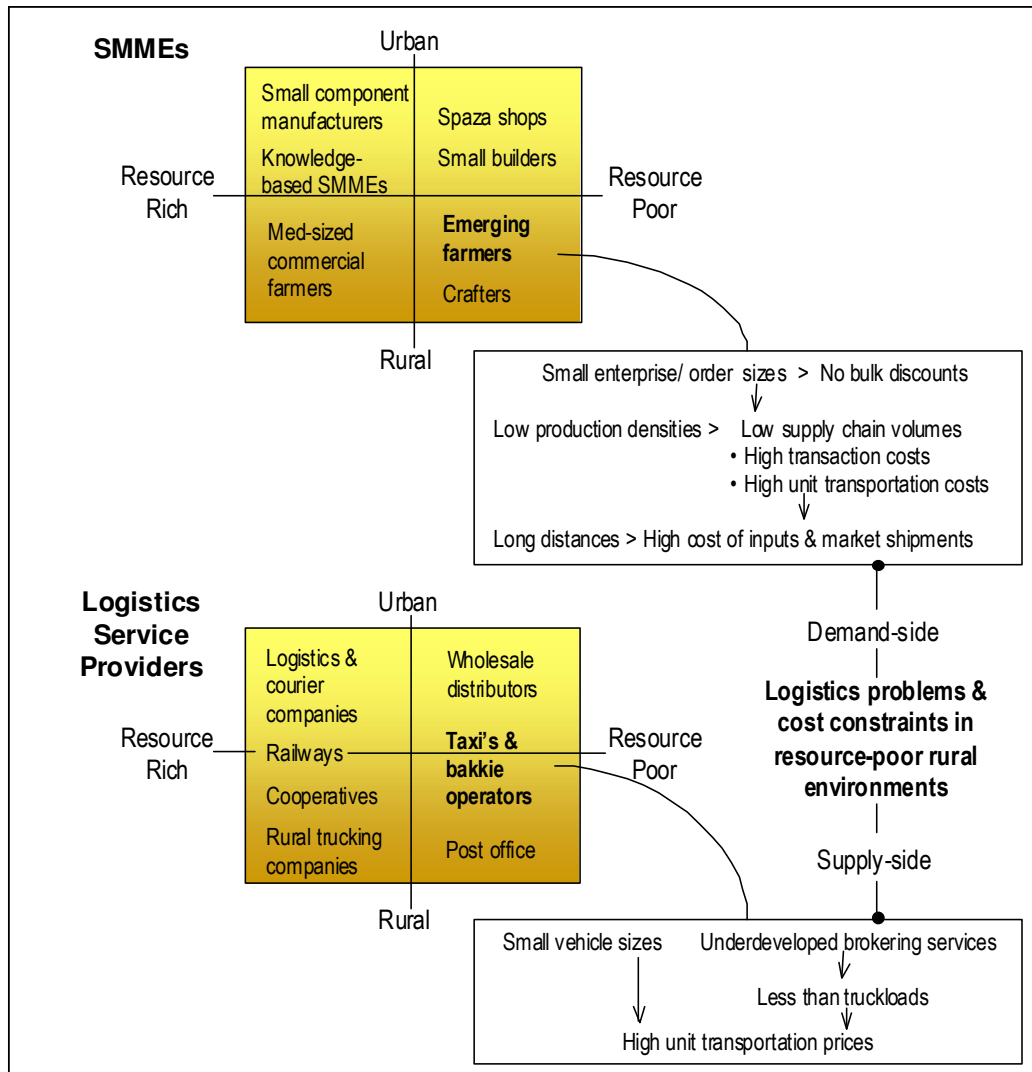 SMMEs
Urban
Small component
manufacturers
Knowledge-
based SMMEs
Spaza shops
Small builders
Resource
Rich
Resource
Poor
Med-sized
commercial
farmers
Emerging
farmers
Crafters
Rural
Small enterprise/ order sizes > No bulk discounts
Low production densities > Low supply chain volumes
• High transaction costs
• High unit transportation costs
Long distances > High cost of inputs & market shipments
Logistics
Service
Providers
Urban
Logistics &
courier
companies
Wholesale
distributors
Resource
Rich
Railways
Taxi's &
bakkie
operators
Resource
Poor
Cooperatives
Rural trucking
companies
Post office
Rural
Demand-side
Logistics problems &
cost constraints in
resource-poor rural
environments
Supply-side
Small vehicle sizes
Underdeveloped brokering services
Less than truckloads
High unit transportation prices